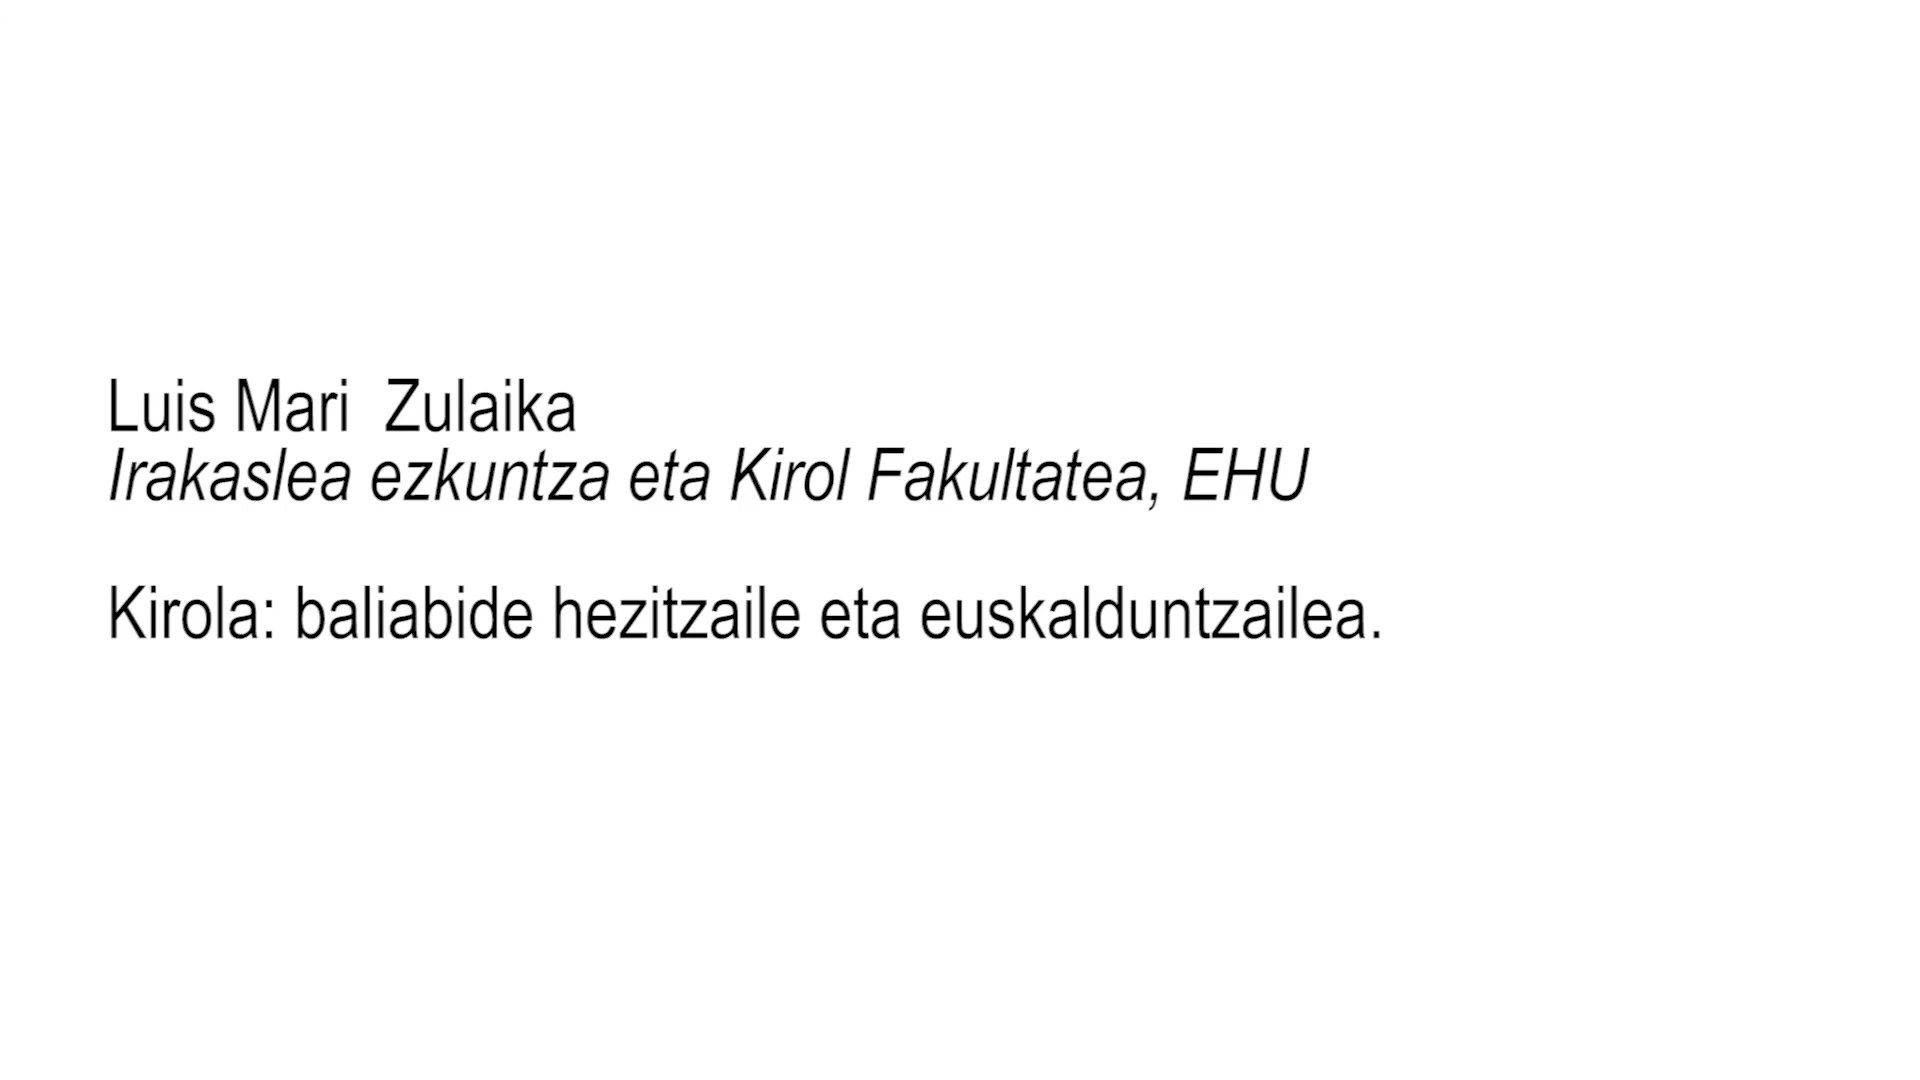 Luis Mari  Zulaika
Irakaslea ezkuntza eta Kirol Fakultatea, EHU
Kirola: baliabide hezitzaile eta euskalduntzailea.